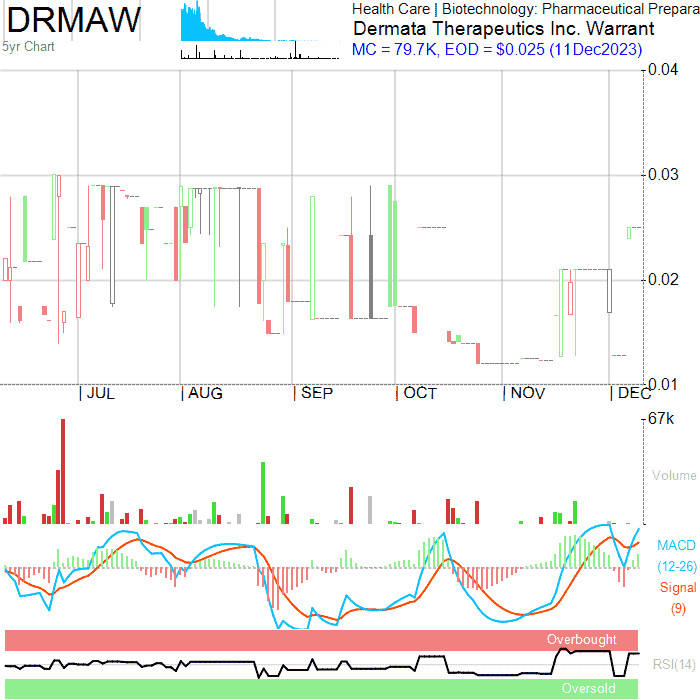 DRMAW
5yr Chart
Health Care | Biotechnology: Pharmaceutical Prepara
Dermata Therapeutics Inc. Warrant
MC = 79.7K, EOD = $0.025 (11Dec2023)
0.04
0.03
0.02
0.01
| JUL | AUG | SEP | OCT | NOV | DEC
67k
Volume
MACD
(12-26)
Signal
(9)
Overbought
RSI(14)
Oversold